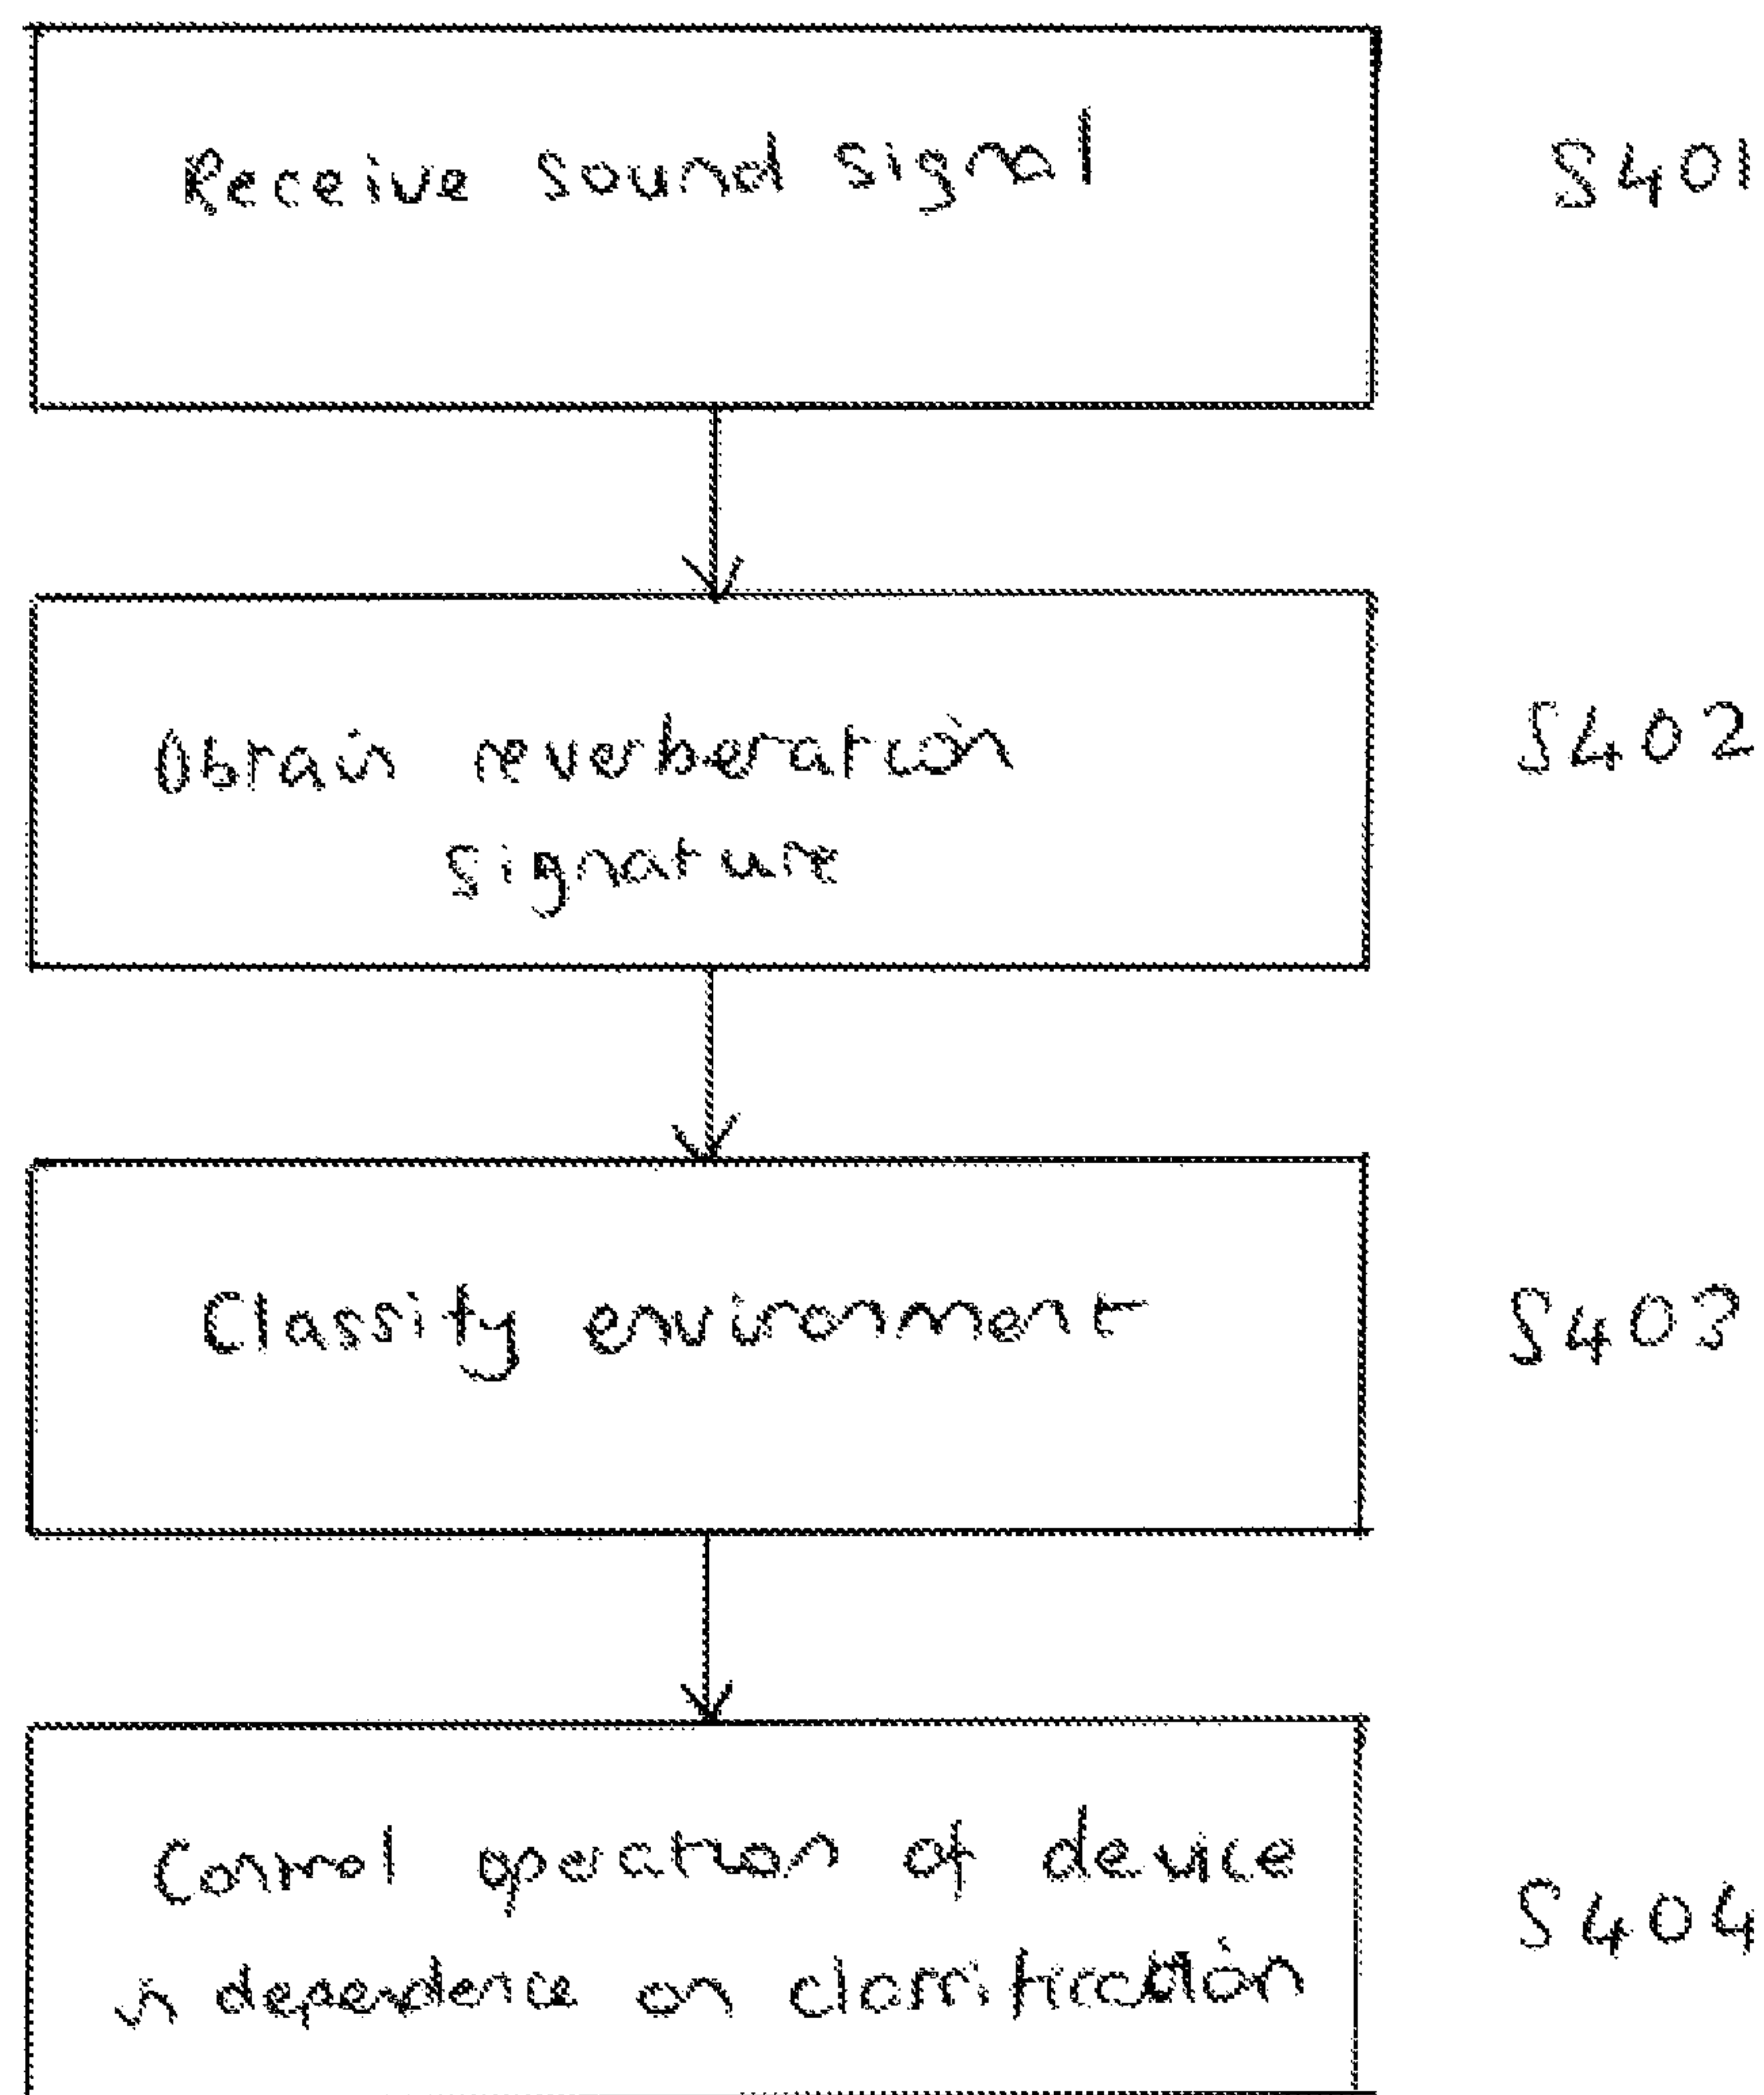 Receive sound signal
S401
Obtain reverberation
signature
S402
Classify environment
S403
Control operation of device
in dependence on classification
S404